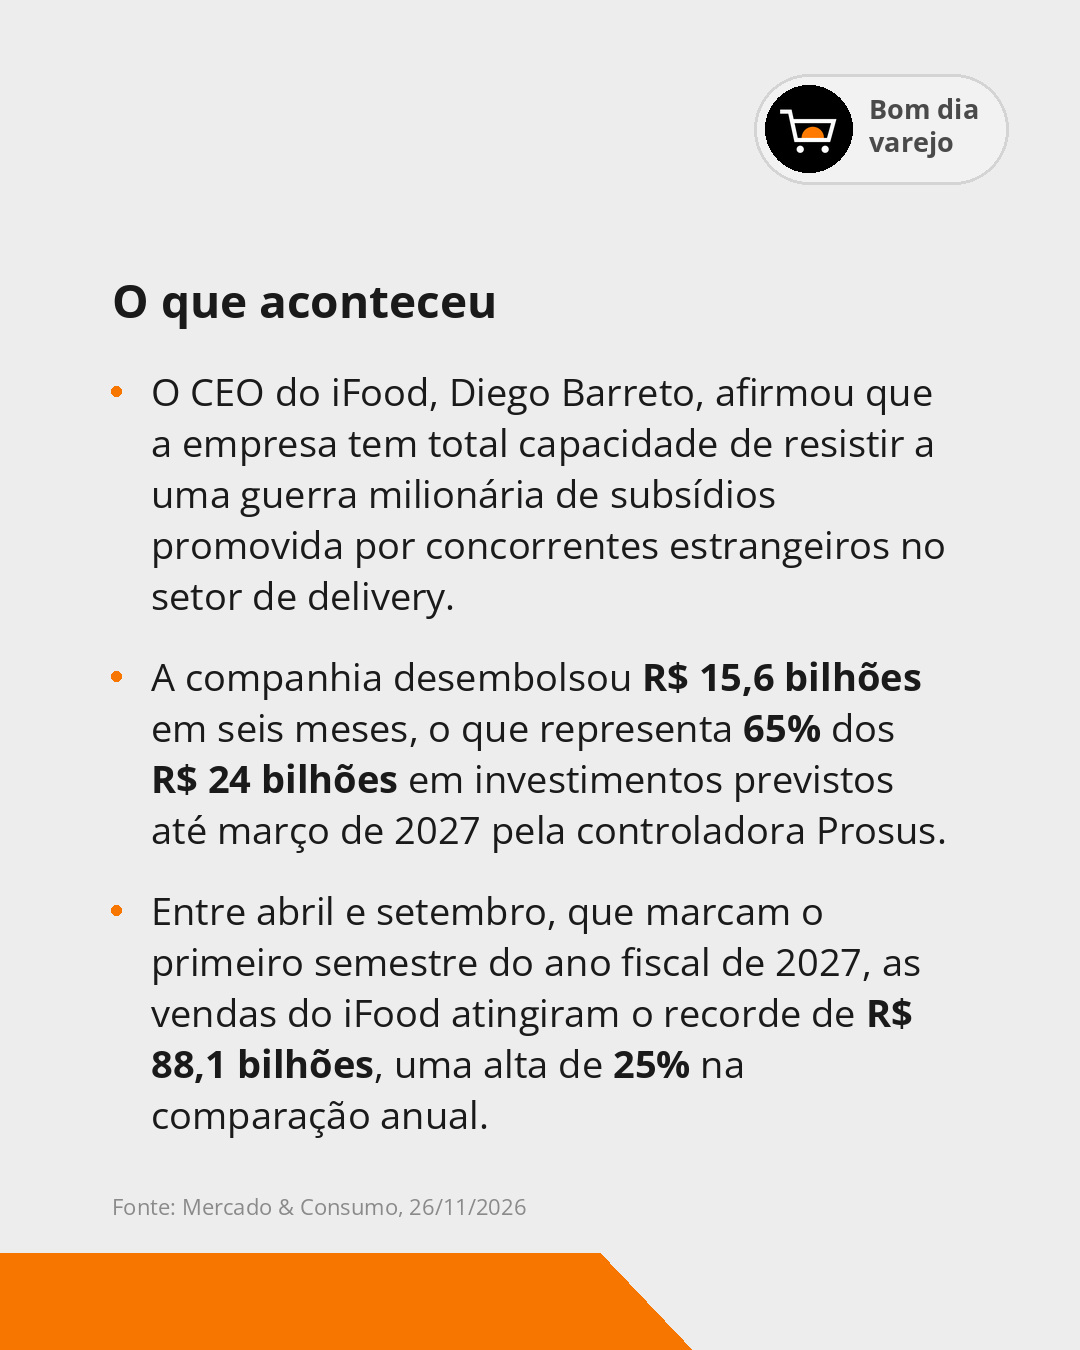 Bom dia
varejo
O que aconteceu
• O CEO do iFood, Diego Barreto, afirmou que
a empresa tem total capacidade de resistir a
uma guerra milionária de subsídios
promovida por concorrentes estrangeiros no
setor de delivery.
• A companhia desembolsou R$ 15,6 bilhões
em seis meses, o que representa 65% dos
R$ 24 bilhões em investimentos previstos
até março de 2027 pela controladora Prosus.
• Entre abril e setembro, que marcam o
primeiro semestre do ano fiscal de 2027, as
vendas do iFood atingiram o recorde de R$
88,1 bilhões, uma alta de 25% na
comparação anual.
Fonte: Mercado & Consumo, 26/11/2026